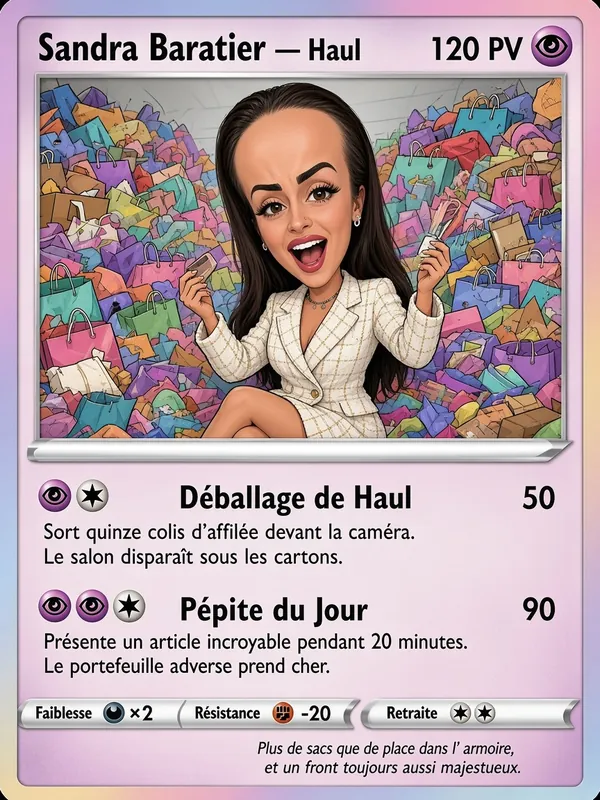 Sandra Baratier — Haul 120 PV
Déballage de Haul 50
Sort quinze colis d'affilée devant la caméra.
Le salon disparaît sous les cartons.
Pépite du Jour 90
Présente un article incroyable pendant 20 minutes.
Le portefeuille adverse prend cher.
Faiblesse ×2 Résistance -20 Retraite
Plus de sacs que de place dans l' armoire,
et un front toujours aussi majestueux.